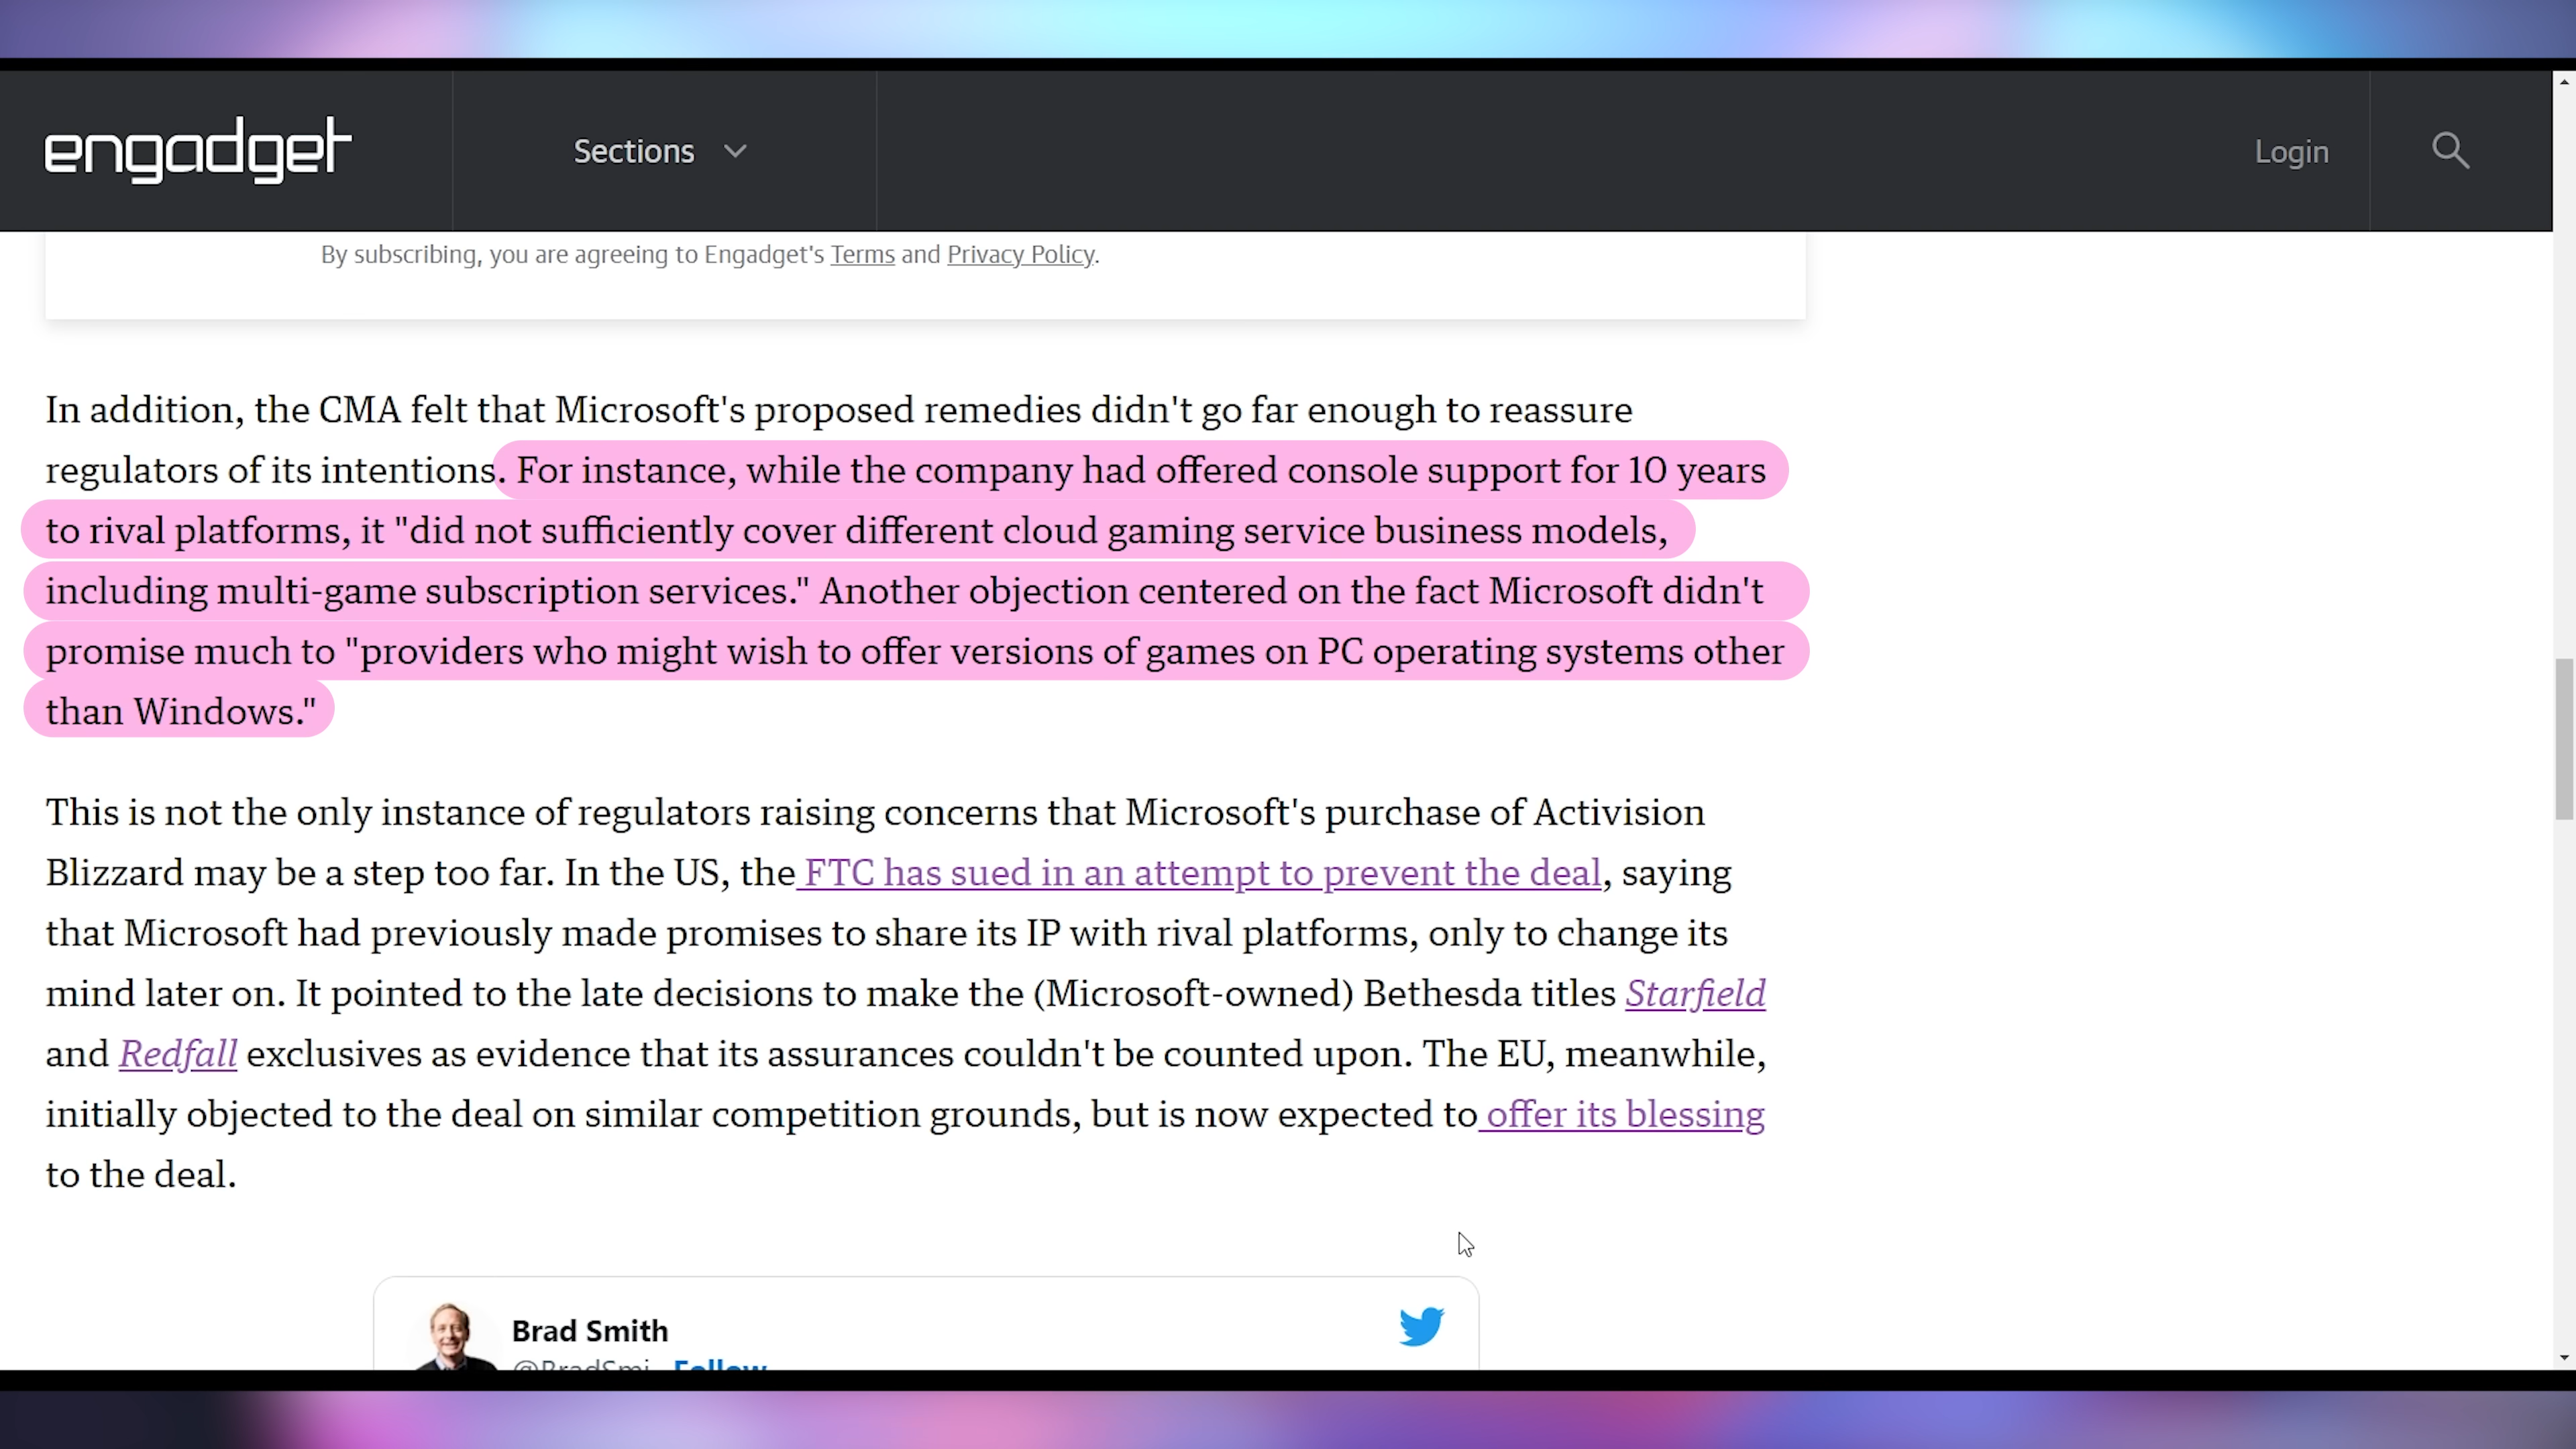 engadget
Sections
Login
By subscribing, you are agreeing to Engadget's Terms and Privacy Policy.
In addition, the CMA felt that Microsoft's proposed remedies didn't go far enough to reassure
regulators of its intentions. For instance, while the company had offered console support for 10 years
to rival platforms, it "did not sufficiently cover different cloud gaming service business models,
including multi-game subscription services." Another objection centered on the fact Microsoft didn't
promise much to "providers who might wish to offer versions of games on PC operating systems other
than Windows."
This is not the only instance of regulators raising concerns that Microsoft's purchase of Activision
Blizzard may be a step too far. In the US, the FTC has sued in an attempt to prevent the deal, saying
that Microsoft had previously made promises to share its IP with rival platforms, only to change its
mind later on. It pointed to the late decisions to make the (Microsoft-owned) Bethesda titles Starfield
and Redfall exclusives as evidence that its assurances couldn't be counted upon. The EU, meanwhile,
initially objected to the deal on similar competition grounds, but is now expected to offer its blessing
to the deal.
Brad Smith
@BradSmi Follow